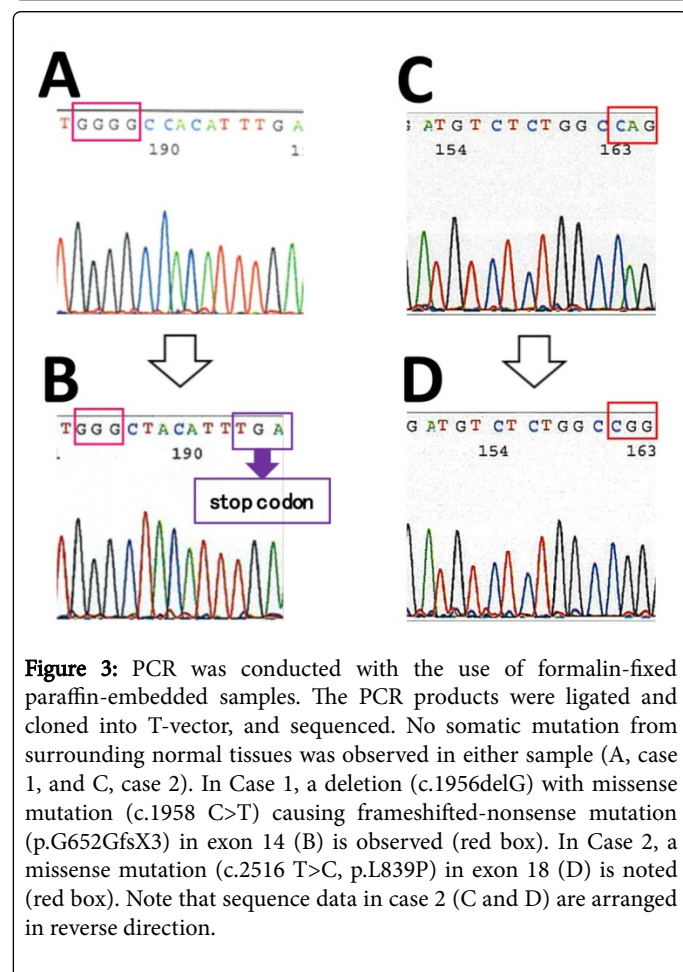 A
T G G G G C C A C A T T T G A
190
1:
C
G A T G T C T C T G G C C A G
154 163
B
T G G G C T A C A T T T G A
190
stop codon
D
G A T G T C T C T G G C C G G
154 163
Figure 3: PCR was conducted with the use of formalin-fixed
paraffin-embedded samples. The PCR products were ligated and
cloned into T-vector, and sequenced. No somatic mutation from
surrounding normal tissues was observed in either sample (A, case
1, and C, case 2). In Case 1, a deletion (c.1956delG) with missense
mutation (c.1958 C>T) causing frameshifted-nonsense mutation
(p.G652GfsX3) in exon 14 (B) is observed (red box). In Case 2, a
missense mutation (c.2516 T>C, p.L839P) in exon 18 (D) is noted
(red box). Note that sequence data in case 2 (C and D) are arranged
in reverse direction.